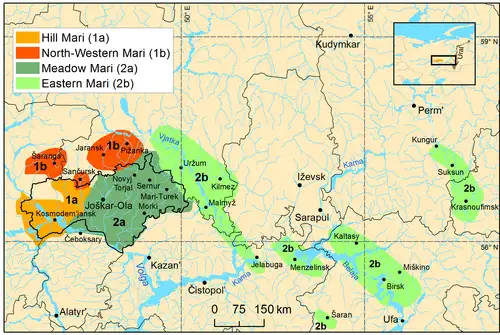 50° E
55° E
Hill Mari (1a)
North-Western Mari (1b)
Meadow Mari (2a)
Eastern Mari (2b)
Kudymkar
59° N
Ural
Perm'
Vjatka
Kungur
Jaransk
1b
Pižanka
Šaranga
1b
Sančursk
Uržum
2b
Suksun
Kama
Novyj
Torjal
Sernur
Kilmez
Iževsk
2b
1a
Joškar-Ola
Mari-Turek
Malmyž
Krasnoufimsk
Kosmodem'jansk
Morki
Sarapul
2a
Čeboksary
Kaltasy
56° N
2b
Volga
Kazan'
Jelabuga
Menzelinsk
2b
Miškino
Kama
Belaja
Čistopol'
Birsk
Alatyr'
0 75 150 km
Šaran
2b
Ufa